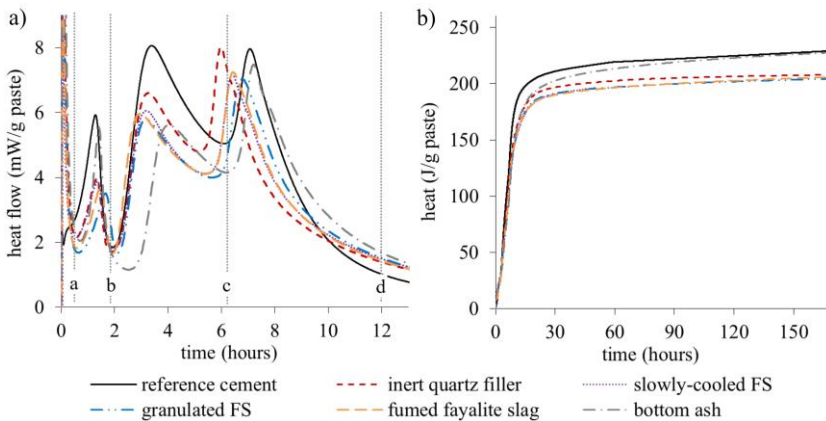 a)
8
6
4
2
0
heat flow (mW/g paste)
a
b
c
d
0 2 4 6 8 10 12
time (hours)
b)
250
200
150
100
50
0
heat (J/g paste)
0 30 60 90 120 150
time (hours)
reference cement inert quartz filler slowly-cooled FS
granulated FS fumed fayalite slag bottom ash